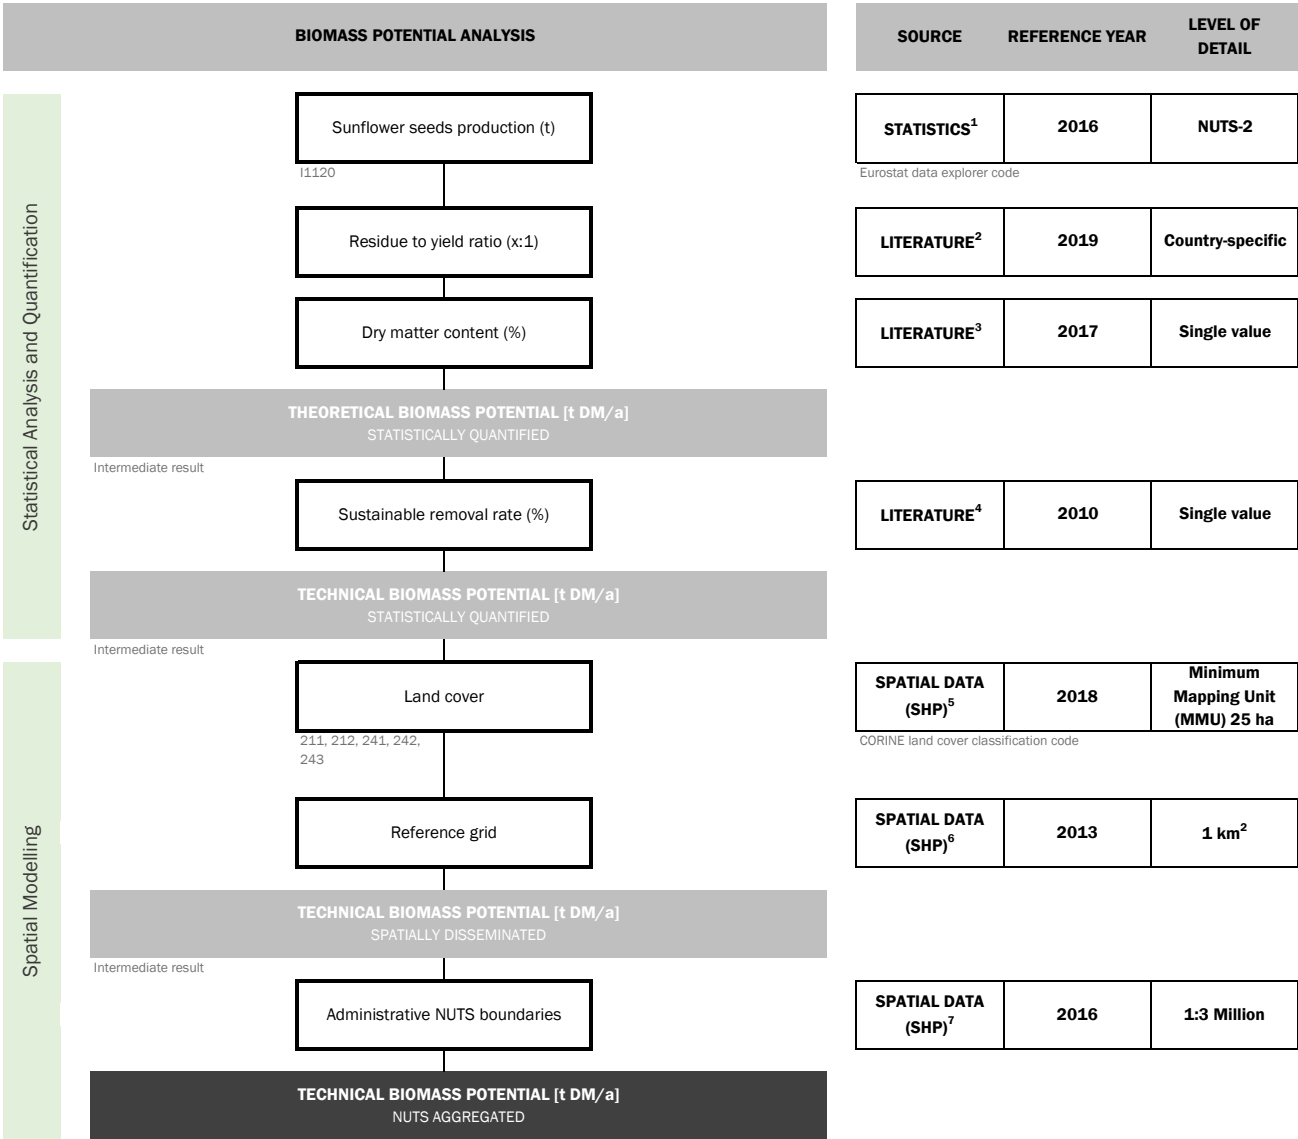 BIOMASS POTENTIAL ANALYSIS
SOURCE
REFERENCE YEAR
LEVEL OF
DETAIL
Statistical Analysis and Quantification
Sunflower seeds production (t)
I1120
STATISTICS¹
2016
NUTS-2
Eurostat data explorer code
Residue to yield ratio (x:1)
LITERATURE²
2019
Country-specific
Dry matter content (%)
LITERATURE³
2017
Single value
THEORETICAL BIOMASS POTENTIAL [t DM/a]
STATISTICALLY QUANTIFIED
Intermediate result
Sustainable removal rate (%)
LITERATURE⁴
2010
Single value
TECHNICAL BIOMASS POTENTIAL [t DM/a]
STATISTICALLY QUANTIFIED
Intermediate result
Spatial Modelling
Land cover
211, 212, 241, 242,
243
SPATIAL DATA
(SHP)⁵
2018
Minimum
Mapping Unit
(MMU) 25 ha
CORINE land cover classification code
Reference grid
SPATIAL DATA
(SHP)⁶
2013
1 km²
TECHNICAL BIOMASS POTENTIAL [t DM/a]
SPATIALLY DISSEMINATED
Intermediate result
Administrative NUTS boundaries
SPATIAL DATA
(SHP)⁷
2016
1:3 Million
TECHNICAL BIOMASS POTENTIAL [t DM/a]
NUTS AGGREGATED